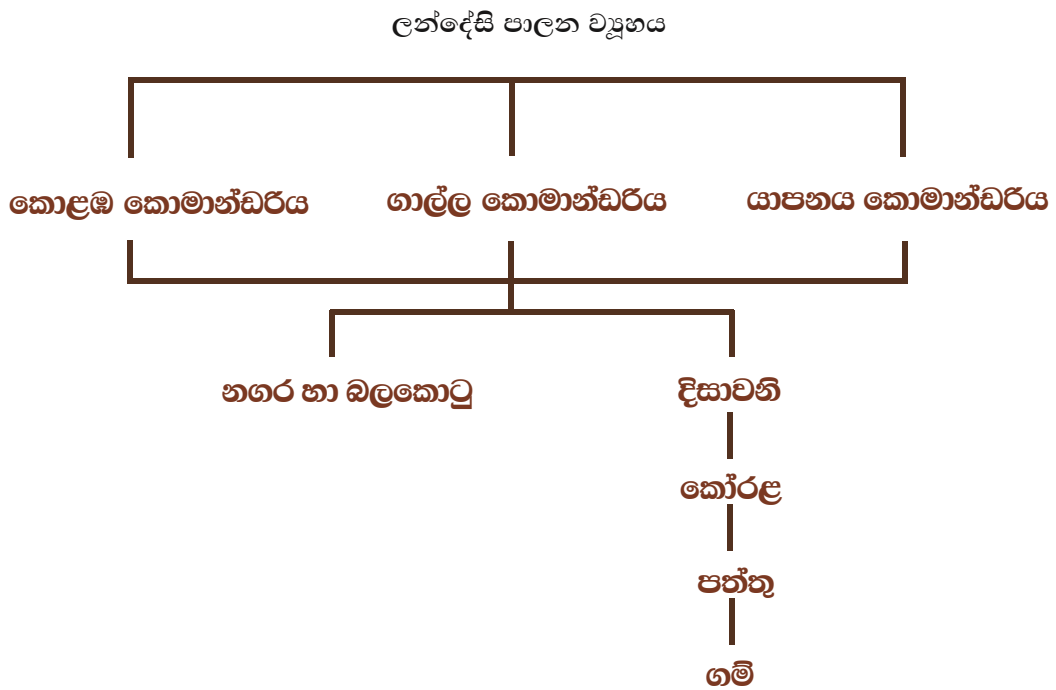 ලන්දේසි පාලන ව්‍යූහය
කොළඹ කොමාන්ඩරිය
ගාල්ල කොමාන්ඩරිය
යාපනය කොමාන්ඩරිය
නගර හා බලකොටු
දිසාවනි
කෝරළ
පත්තු
ගම්